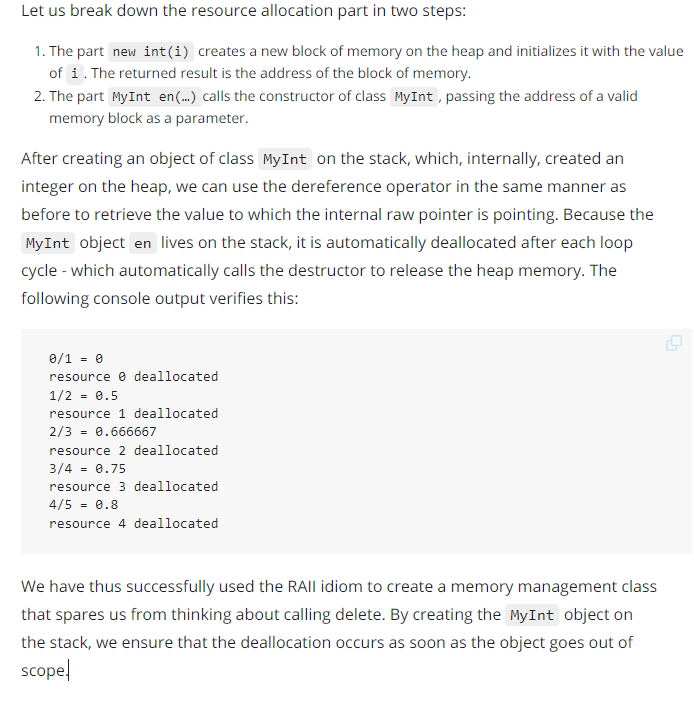 Let us break down the resource allocation part in two steps:
1. The part new int(i) creates a new block of memory on the heap and initializes it with the value
of i. The returned result is the address of the block of memory.
2. The part MyInt en(…) calls the constructor of class MyInt, passing the address of a valid
memory block as a parameter.
After creating an object of class MyInt on the stack, which, internally, created an
integer on the heap, we can use the dereference operator in the same manner as
before to retrieve the value to which the internal raw pointer is pointing. Because the
MyInt object en lives on the stack, it is automatically deallocated after each loop
cycle - which automatically calls the destructor to release the heap memory. The
following console output verifies this:
0/1 = 0
resource 0 deallocated
1/2 = 0.5
resource 1 deallocated
2/3 = 0.666667
resource 2 deallocated
3/4 = 0.75
resource 3 deallocated
4/5 = 0.8
resource 4 deallocated
We have thus successfully used the RAII idiom to create a memory management class
that spares us from thinking about calling delete. By creating the MyInt object on
the stack, we ensure that the deallocation occurs as soon as the object goes out of
scope.